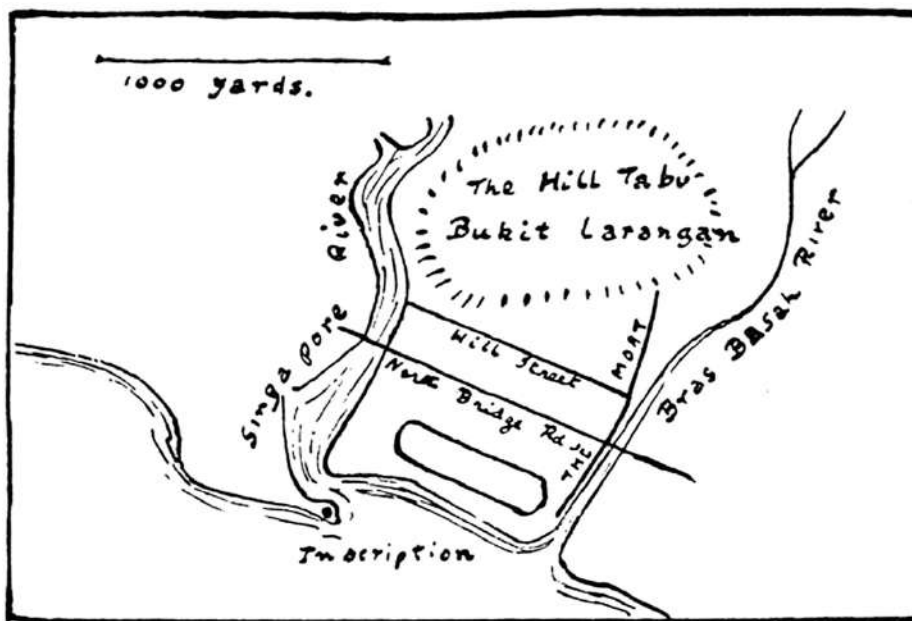 1000 yards.
The Hill Tabu
Bukit Larangan
Singapore River
Hill Street
North Bridge Rd
THE MOAT
Bras Basah River
Inscription